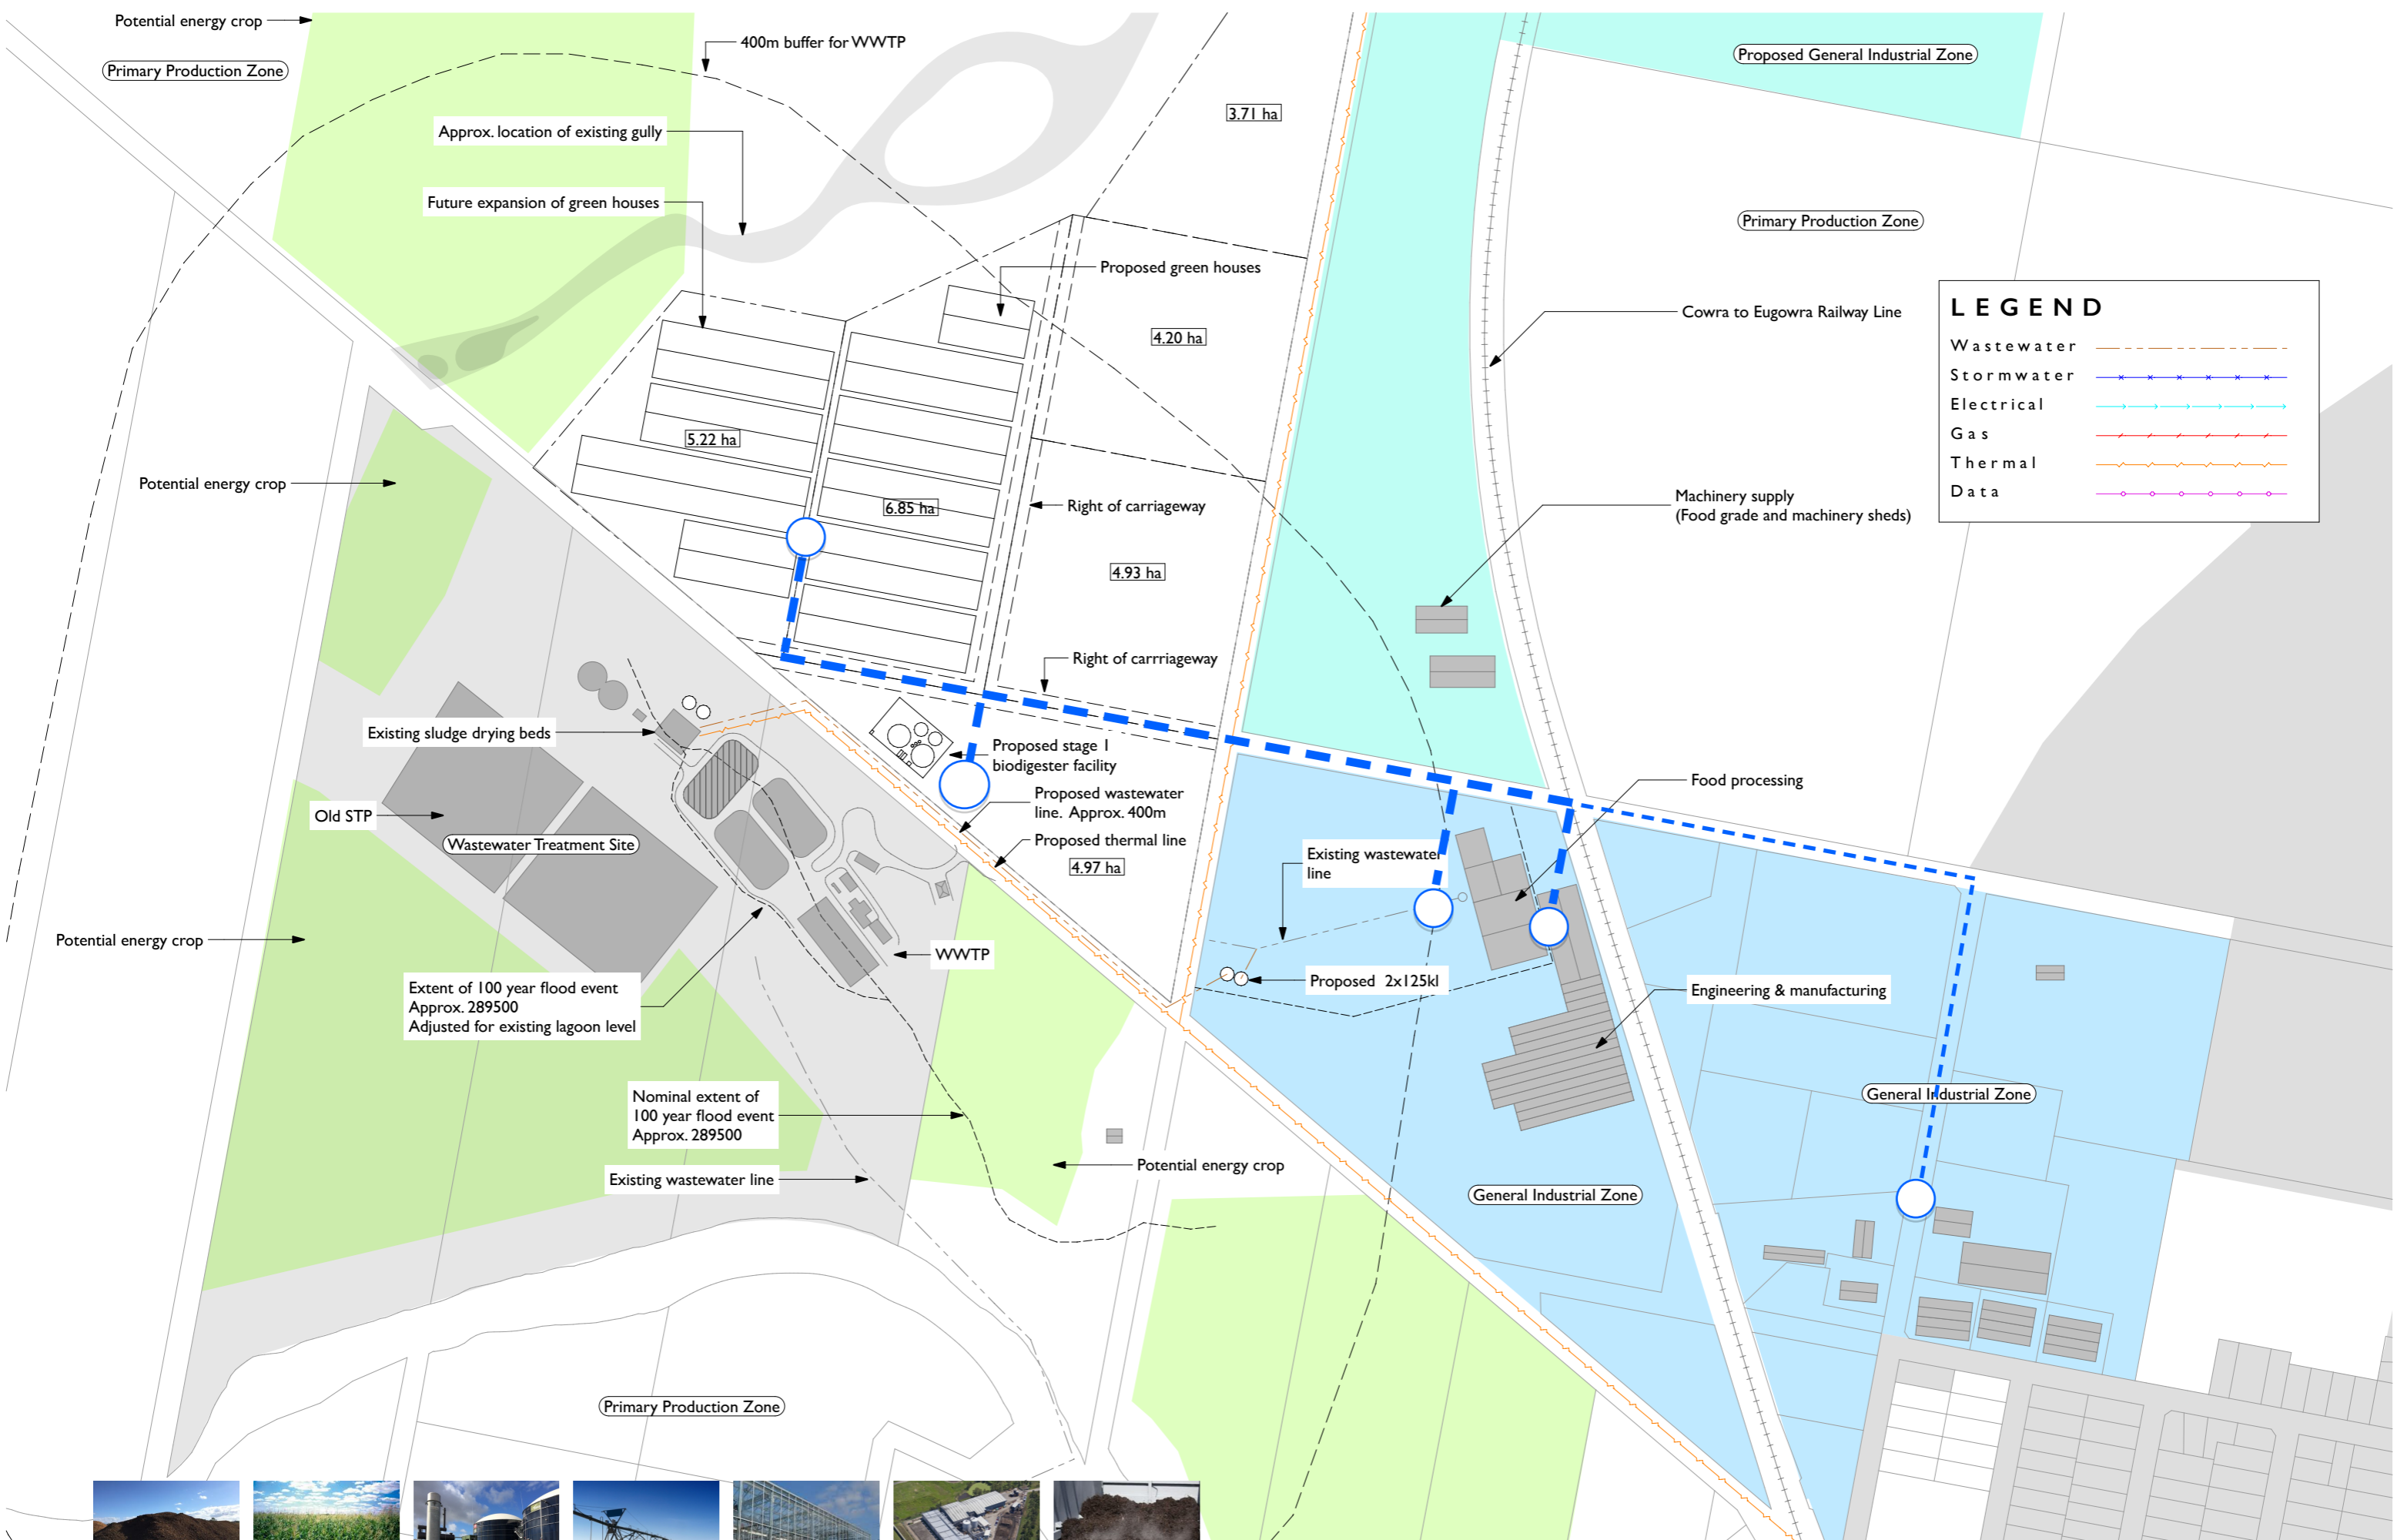 Potential energy crop
Primary Production Zone
400m buffer for WWTP
Proposed General Industrial Zone
3.71 ha
Approx. location of existing gully
Future expansion of green houses
Primary Production Zone
Proposed green houses
Cowra to Eugowra Railway Line
4.20 ha
LEGEND
Wastewater
Stormwater
Electrical
Gas
Thermal
Data
5.22 ha
Potential energy crop
6.85 ha
Right of carriageway
Machinery supply
(Food grade and machinery sheds)
4.93 ha
Right of carrriageway
Existing sludge drying beds
Proposed stage 1
biodigester facility
Food processing
Proposed wastewater
line. Approx. 400m
Old STP
Wastewater Treatment Site
Proposed thermal line
4.97 ha
Existing wastewater
line
Potential energy crop
WWTP
Proposed 2x125kl
Engineering & manufacturing
Extent of 100 year flood event
Approx. 289500
Adjusted for existing lagoon level
Nominal extent of
100 year flood event
Approx. 289500
General Industrial Zone
Potential energy crop
Existing wastewater line
General Industrial Zone
Primary Production Zone